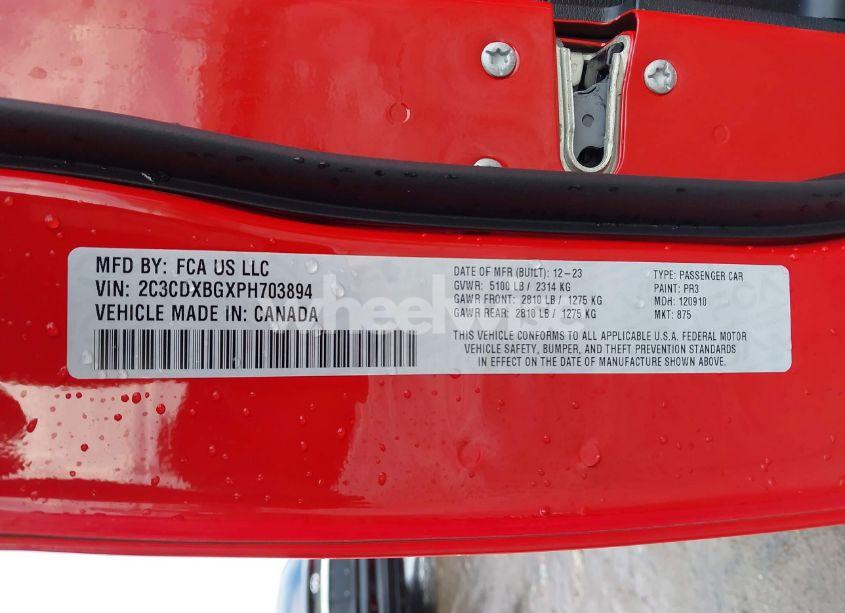 MFD BY: FCA US LLC
VIN: 2C3CDXBGXPH703894
VEHICLE MADE IN: CANADA
DATE OF MFR (BUILT): 12-23
GVWR: 5100 LB / 2314 KG
GAWR FRONT: 2810 LB / 1275 KG
GAWR REAR: 2810 LB / 1275 KG
TYPE: PASSENGER CAR
PAINT: PR3
MDH: 120910
MKT: 875
THIS VEHICLE CONFORMS TO ALL APPLICABLE U.S.A. FEDERAL MOTOR
VEHICLE SAFETY, BUMPER, AND THEFT PREVENTION STANDARDS
IN EFFECT ON THE DATE OF MANUFACTURE SHOWN ABOVE.